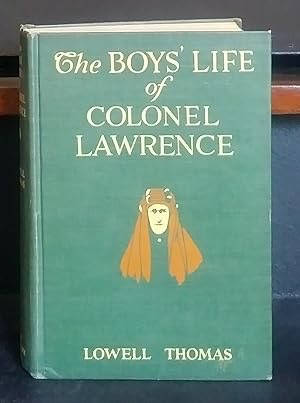 The BOYS' LIFE
of
COLONEL
LAWRENCE
LOWELL THOMAS